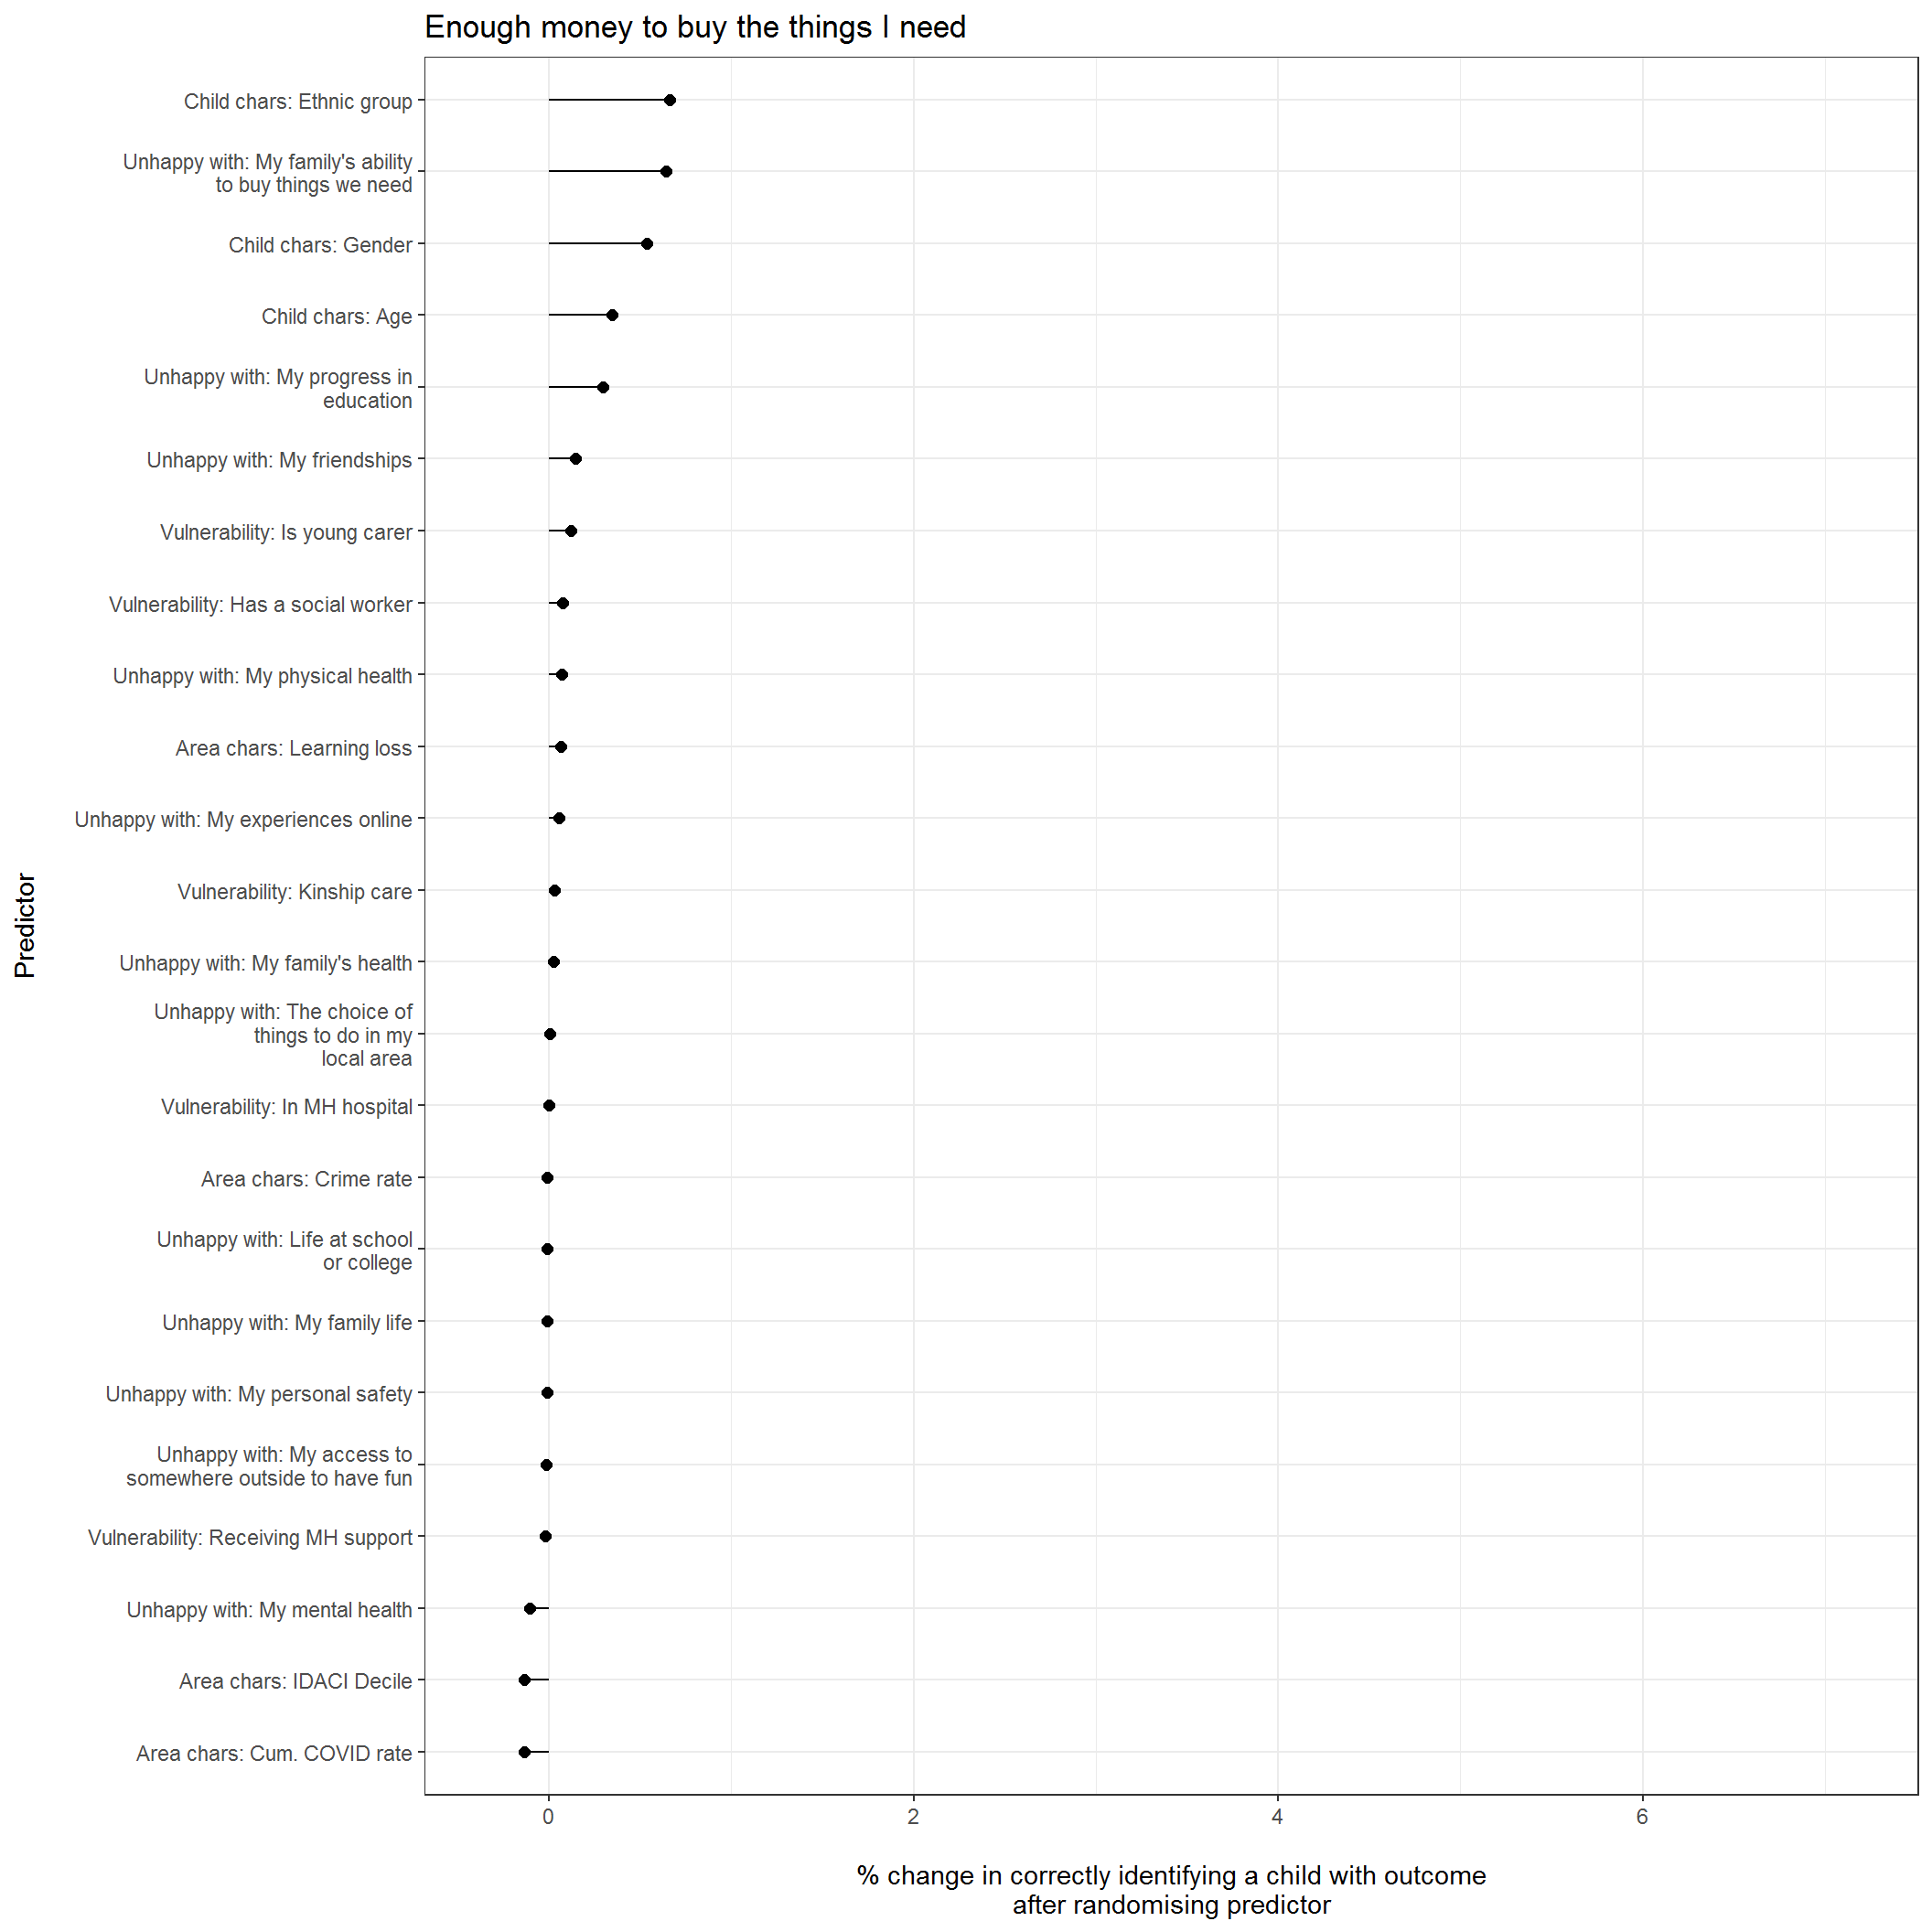 Enough money to buy the things I need
Child chars: Ethnic group
Unhappy with: My family's ability
to buy things we need
Child chars: Gender
Child chars: Age
Unhappy with: My progress in
education
Unhappy with: My friendships
Vulnerability: Is young carer
Vulnerability: Has a social worker
Unhappy with: My physical health
Area chars: Learning loss
Unhappy with: My experiences online
Vulnerability: Kinship care
Unhappy with: My family's health
Unhappy with: The choice of
things to do in my
local area
Vulnerability: In MH hospital
Area chars: Crime rate
Unhappy with: Life at school
or college
Unhappy with: My family life
Unhappy with: My personal safety
Unhappy with: My access to
somewhere outside to have fun
Vulnerability: Receiving MH support
Unhappy with: My mental health
Area chars: IDACI Decile
Area chars: Cum. COVID rate
Predictor
0 2 4 6
% change in correctly identifying a child with outcome
after randomising predictor